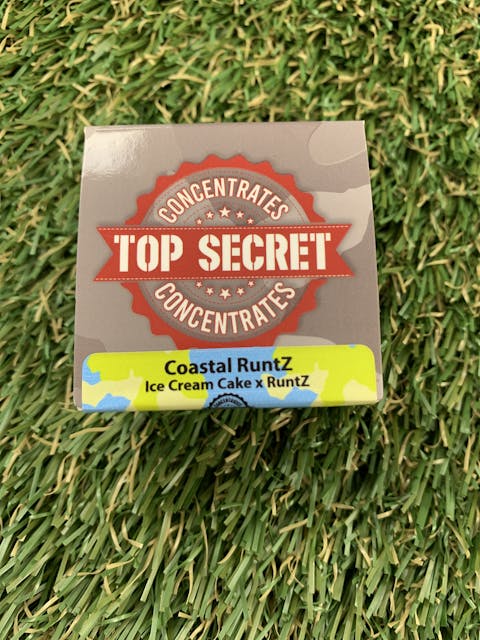 CONCENTRATES
TOP SECRET
CONCENTRATES
Coastal RuntZ
Ice Cream Cake x RuntZ